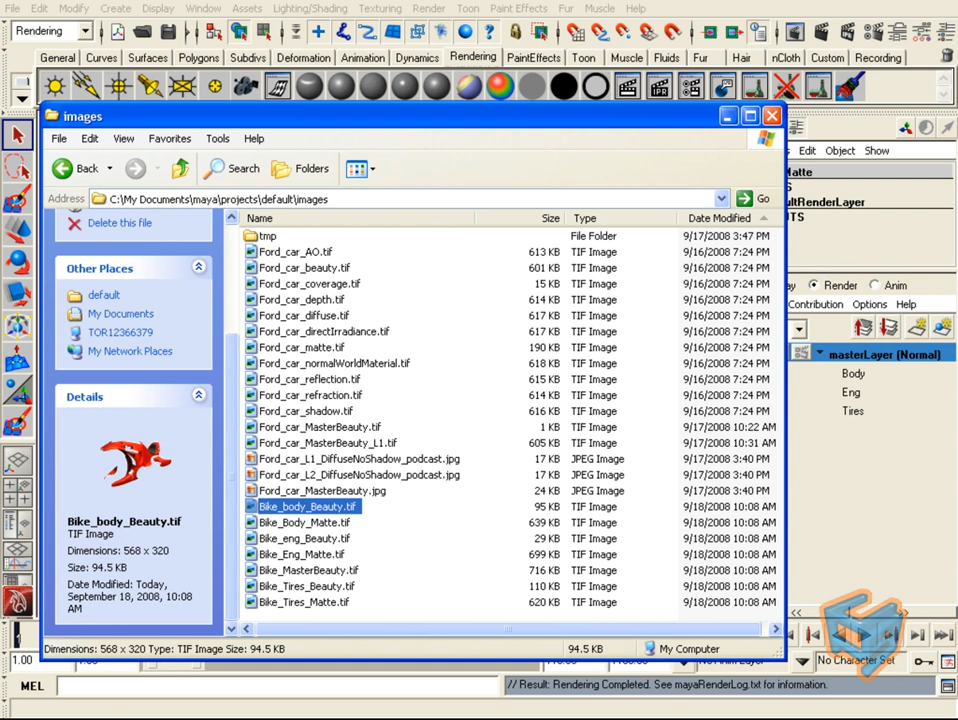 File Edit Modify Create Display Window Assets Lighting/Shading Texturing Render Toon Paint Effects Fur Muscle Help
Rendering
General Curves Surfaces Polygons Subdivs Deformation Animation Dynamics Rendering PaintEffects Toon Muscle Fluids Fur Hair nCloth Custom Recording
IPR
images
File Edit View Favorites Tools Help
Edit Object Show
Back Search Folders
Matte
Address C:\My Documents\maya\projects\default\images Go
S
ultRenderLayer
NTS
Delete this file
Name Size Type Date Modified
tmp File Folder 9/17/2008 3:47 PM
Ford_car_AO.tif 613 KB TIF Image 9/16/2008 7:24 PM
Ford_car_beauty.tif 601 KB TIF Image 9/16/2008 7:24 PM
Ford_car_coverage.tif 15 KB TIF Image 9/16/2008 7:24 PM
Ford_car_depth.tif 614 KB TIF Image 9/16/2008 7:24 PM
Ford_car_diffuse.tif 617 KB TIF Image 9/16/2008 7:24 PM
Ford_car_directIrradiance.tif 617 KB TIF Image 9/16/2008 7:24 PM
Ford_car_matte.tif 190 KB TIF Image 9/16/2008 7:24 PM
Ford_car_normalWorldMaterial.tif 618 KB TIF Image 9/16/2008 7:24 PM
Ford_car_reflection.tif 615 KB TIF Image 9/16/2008 7:24 PM
Ford_car_refraction.tif 614 KB TIF Image 9/16/2008 7:24 PM
Ford_car_shadow.tif 616 KB TIF Image 9/16/2008 7:24 PM
Ford_car_MasterBeauty.tif 1 KB TIF Image 9/17/2008 10:22 AM
Ford_car_MasterBeauty_L1.tif 605 KB TIF Image 9/17/2008 10:31 AM
Ford_car_L1_DiffuseNoShadow_podcast.jpg 17 KB JPEG Image 9/17/2008 3:40 PM
Ford_car_L2_DiffuseNoShadow_podcast.jpg 17 KB JPEG Image 9/17/2008 3:40 PM
Ford_car_MasterBeauty.jpg 24 KB JPEG Image 9/17/2008 3:40 PM
Bike_body_Beauty.tif 95 KB TIF Image 9/18/2008 10:08 AM
Bike_Body_Matte.tif 639 KB TIF Image 9/18/2008 10:08 AM
Bike_eng_Beauty.tif 29 KB TIF Image 9/18/2008 10:08 AM
Bike_Eng_Matte.tif 699 KB TIF Image 9/18/2008 10:08 AM
Bike_MasterBeauty.tif 716 KB TIF Image 9/18/2008 10:08 AM
Bike_Tires_Beauty.tif 110 KB TIF Image 9/18/2008 10:08 AM
Bike_Tires_Matte.tif 620 KB TIF Image 9/18/2008 10:08 AM
Other Places
default
My Documents
TOR12366379
My Network Places
Details
Bike_body_Beauty.tif
TIF Image
Dimensions: 568 x 320
Size: 94.5 KB
Date Modified: Today,
September 18, 2008, 10:08
AM
ay Render Anim
Contribution Options Help
masterLayer (Normal)
Body
Eng
Tires
Dimensions: 568 x 320 Type: TIF Image Size: 94.5 KB 94.5 KB My Computer
1.00 No Character Set
MEL // Result: Rendering Completed. See mayaRenderLog.txt for information.